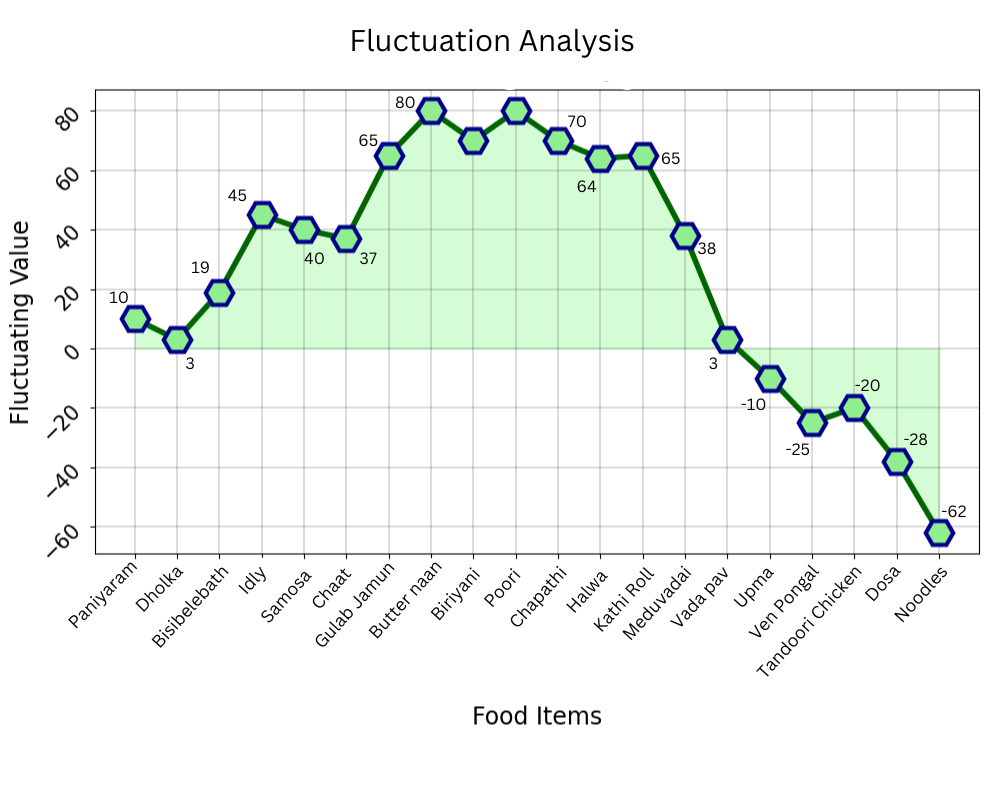 Fluctuation Analysis
Fluctuating Value
80
60
40
20
0
−20
−40
−60
10
3
19
45
40
37
65
80
70
64
65
38
3
-10
-25
-20
-28
-62
Paniyaram
Dholka
Bisibelebath
Idly
Samosa
Chaat
Gulab Jamun
Butter naan
Biriyani
Poori
Chapathi
Halwa
Kathi Roll
Meduvadai
Vada pav
Upma
Ven Pongal
Tandoori Chicken
Dosa
Noodles
Food Items